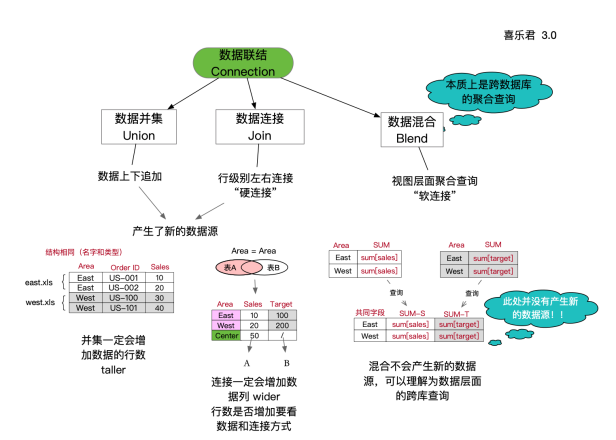 喜乐君 3.0
数据联结
Connection
本质上是跨数据库
的聚合查询
数据并集
Union
数据连接
Join
数据混合
Blend
数据上下追加
行级别左右连接
“硬连接”
视图层面聚合查询
“软连接”
产生了新的数据源
结构相同（名字和类型）
Area Order ID Sales
east.xls
East US-001 10
East US-002 20
west.xls
West US-100 30
West US-101 40
并集一定会增
加数据的行数
taller
Area = Area
表A 表B
Area Sales Target
East 10 100
West 20 200
Center 50 /
A B
连接一定会增加数
据列 wider
行数是否增加要看
数据和连接方式
Area SUM
East sum[sales]
West sum[sales]
Area SUM
East sum[target]
West sum[target]
查询 查询
此处并没有产生新
的数据源！！
共同字段 SUM-S SUM-T
East sum[sales] sum[target]
West sum[sales] sum[target]
混合不会产生新的数据
源，可以理解为数据层面
的跨库查询